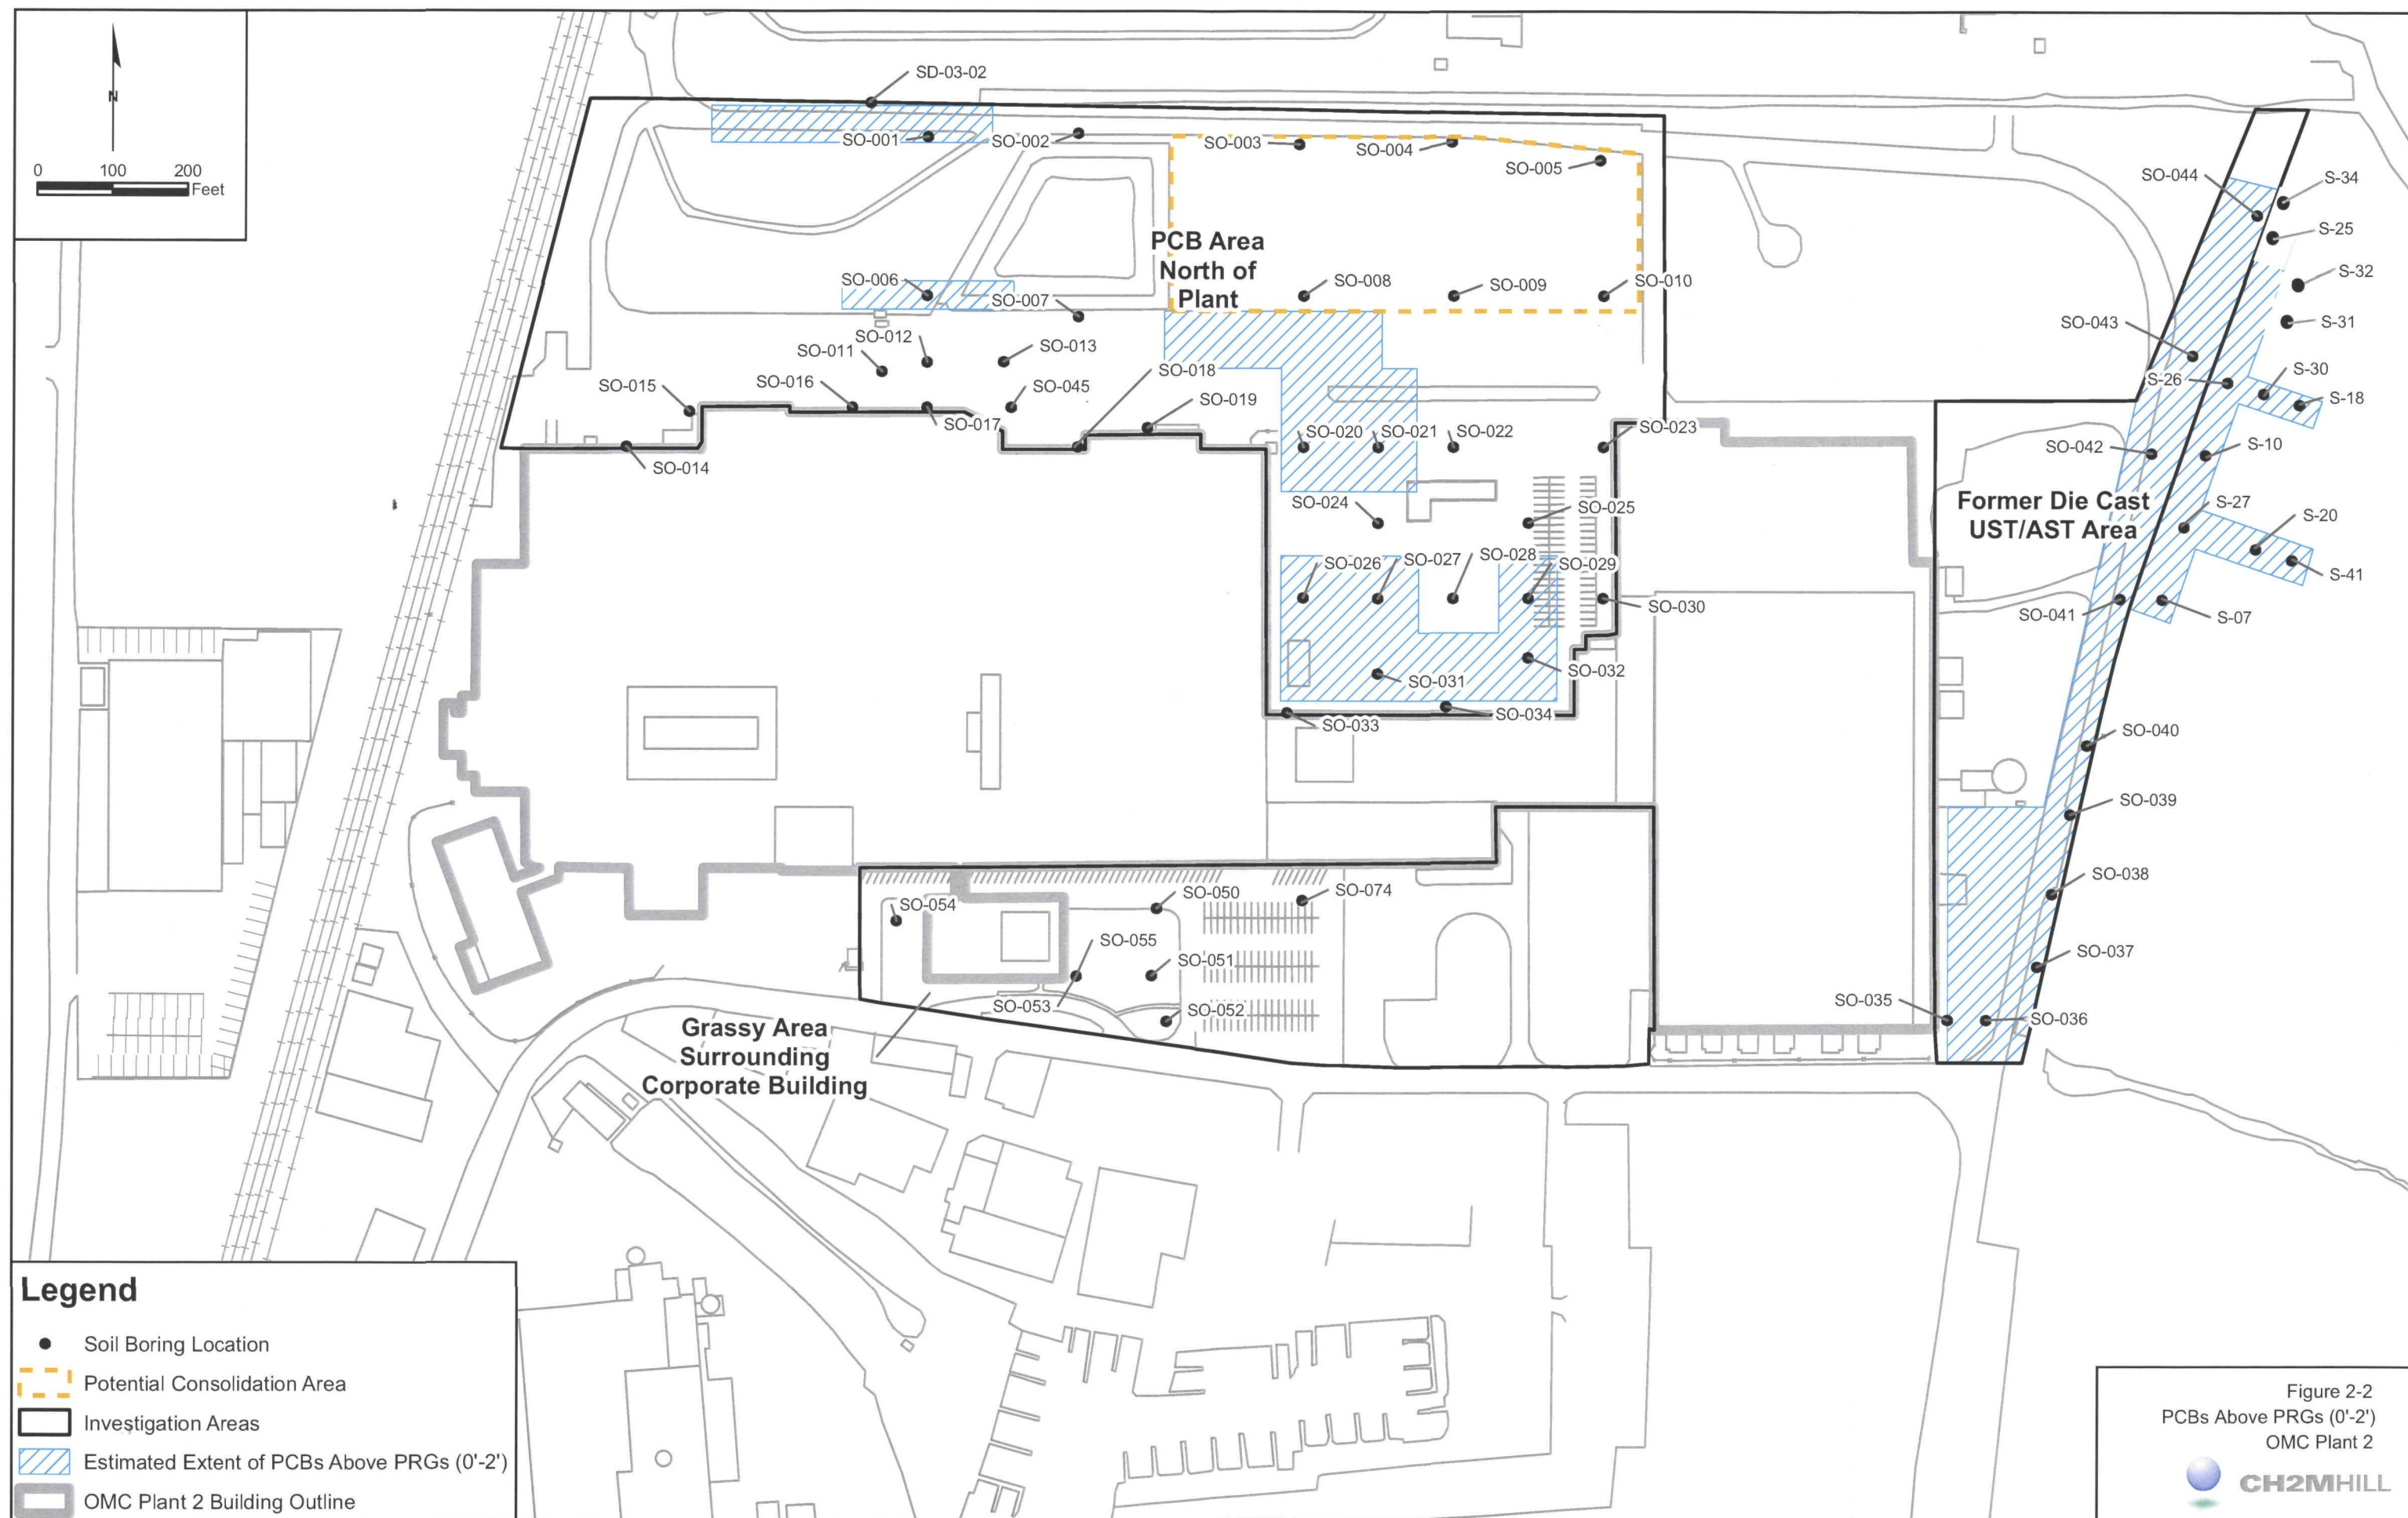 N
0 100 200
Feet
SD-03-02
SO-001
SO-002
SO-003
SO-004
SO-005
PCB Area
North of
Plant
SO-006
SO-007
SO-008
SO-009
SO-010
SO-011
SO-012
SO-013
SO-014
SO-015
SO-016
SO-017
SO-045
SO-018
SO-019
SO-020
SO-021
SO-022
SO-023
SO-024
SO-025
SO-026
SO-027
SO-028
SO-029
SO-030
SO-031
SO-032
SO-033
SO-034
SO-044
S-34
S-25
S-32
S-31
SO-043
S-26
S-30
S-18
SO-042
S-10
Former Die Cast
UST/AST Area
S-27
S-20
S-41
SO-041
S-07
SO-040
SO-039
SO-038
SO-037
SO-035
SO-036
SO-054
SO-050
SO-074
SO-055
SO-051
SO-053
SO-052
Grassy Area
Surrounding
Corporate Building
Legend
Soil Boring Location
Potential Consolidation Area
Investigation Areas
Estimated Extent of PCBs Above PRGs (0'-2')
OMC Plant 2 Building Outline
Figure 2-2
PCBs Above PRGs (0'-2')
OMC Plant 2
CH2MHILL